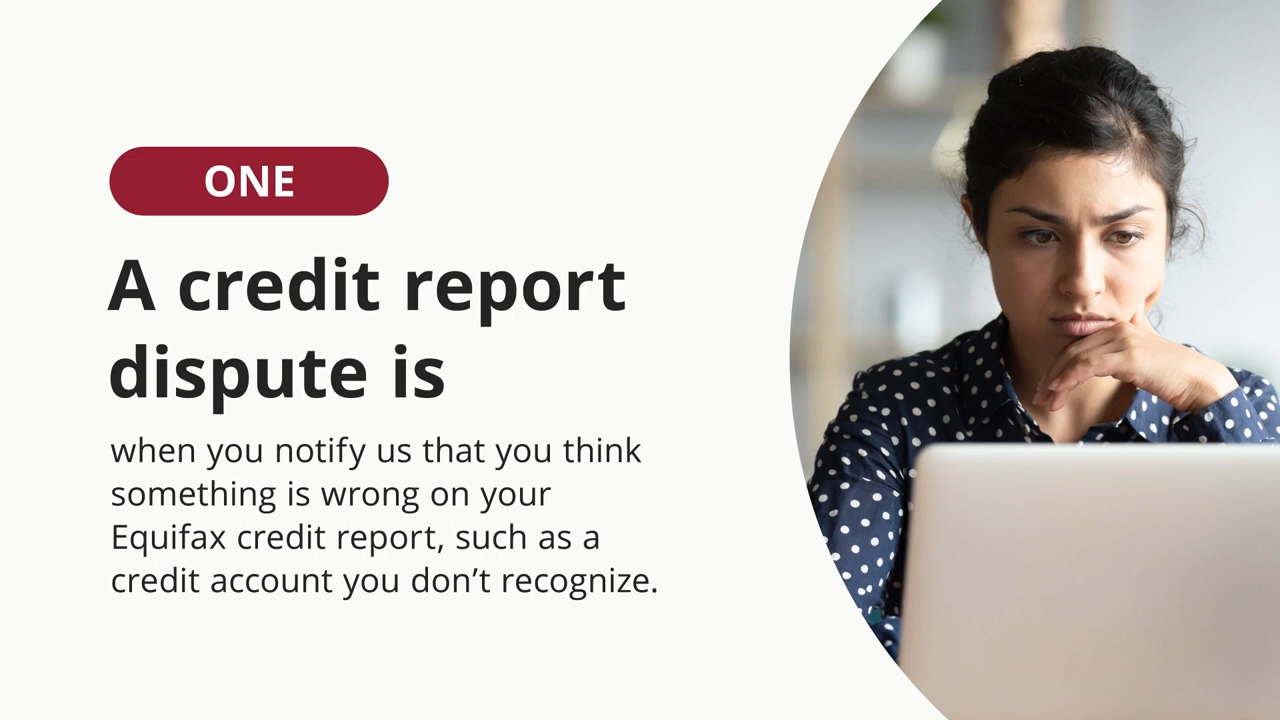 ONE
A credit report
dispute is
when you notify us that you think
something is wrong on your
Equifax credit report, such as a
credit account you don’t recognize.